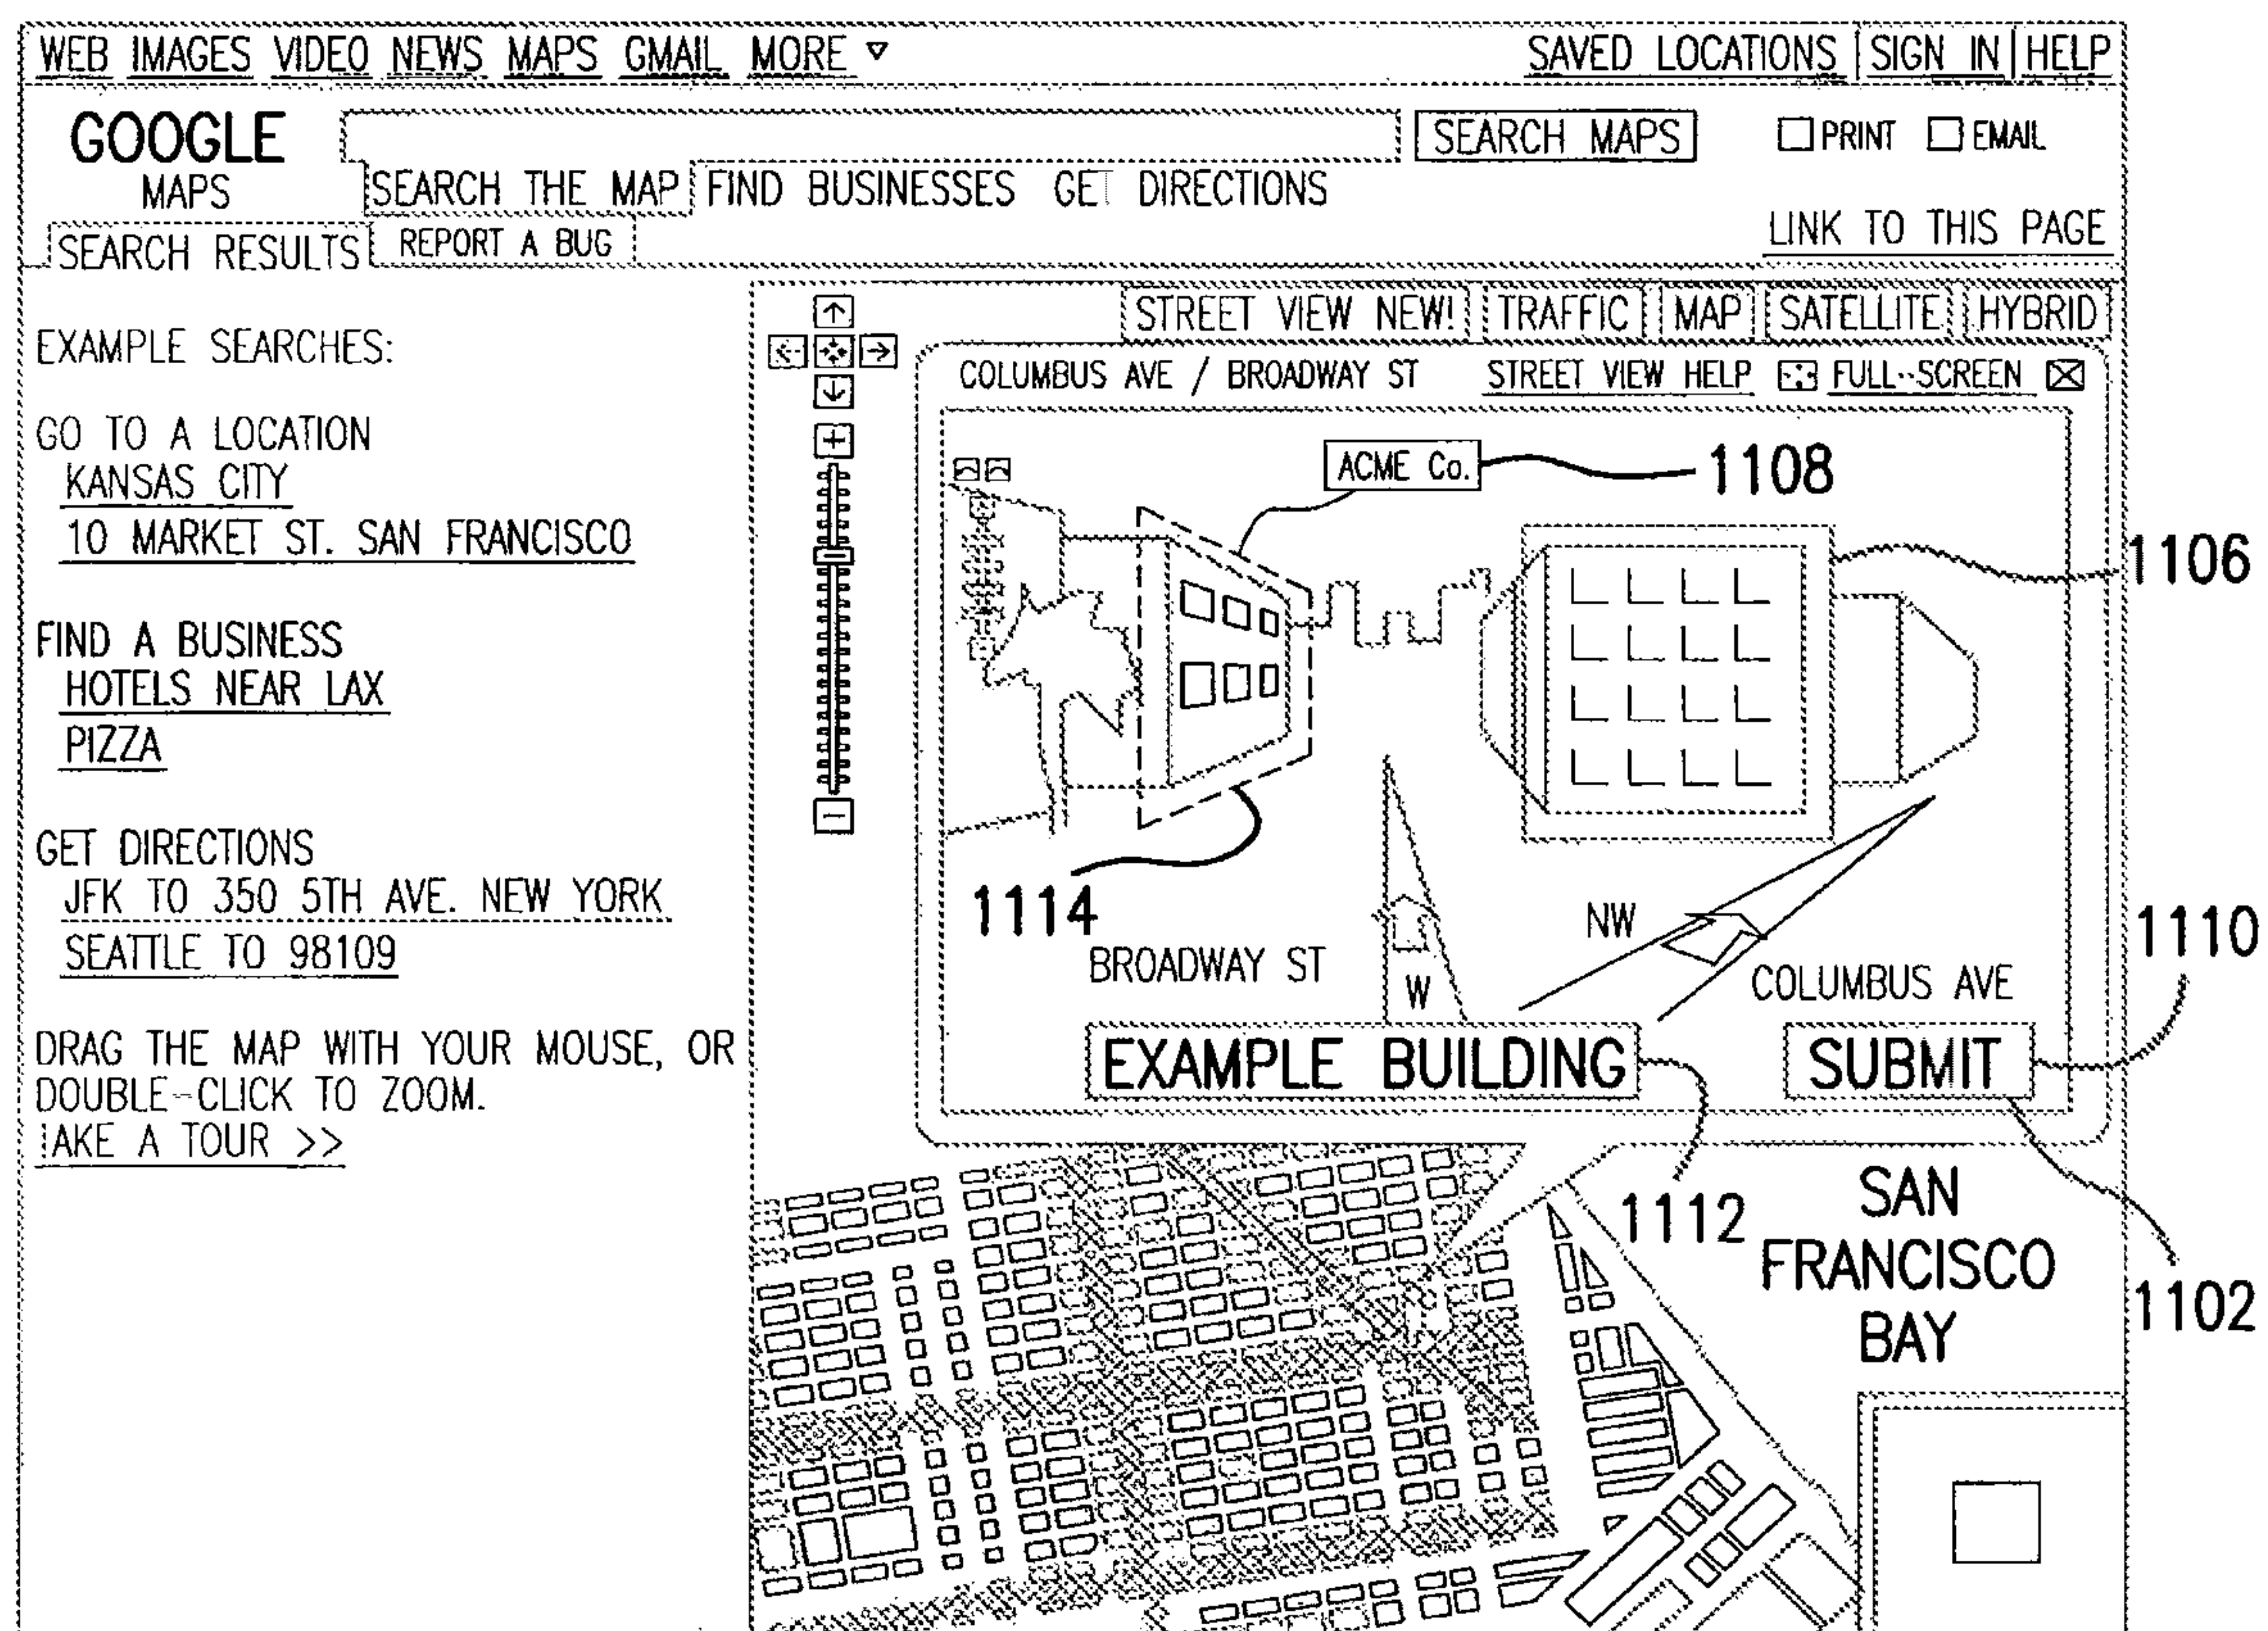 WEB IMAGES VIDEO NEWS MAPS GMAIL MORE SAVED LOCATIONS | SIGN IN | HELP
GOOGLE
MAPS
SEARCH MAPS
PRINT EMAIL
SEARCH THE MAP FIND BUSINESSES GET DIRECTIONS
LINK TO THIS PAGE
SEARCH RESULTS REPORT A BUG
STREET VIEW NEW! TRAFFIC MAP SATELLITE HYBRID
COLUMBUS AVE / BROADWAY ST STREET VIEW HELP FULL-SCREEN
EXAMPLE SEARCHES:
GO TO A LOCATION
KANSAS CITY
10 MARKET ST. SAN FRANCISCO
FIND A BUSINESS
HOTELS NEAR LAX
PIZZA
GET DIRECTIONS
JFK TO 350 5TH AVE. NEW YORK
SEATTLE TO 98109
DRAG THE MAP WITH YOUR MOUSE, OR
DOUBLE-CLICK TO ZOOM.
TAKE A TOUR >>
ACME Co.
1108
1106
1114
NW
1110
BROADWAY ST
W
COLUMBUS AVE
EXAMPLE BUILDING
SUBMIT
1112
SAN
FRANCISCO
BAY
1102